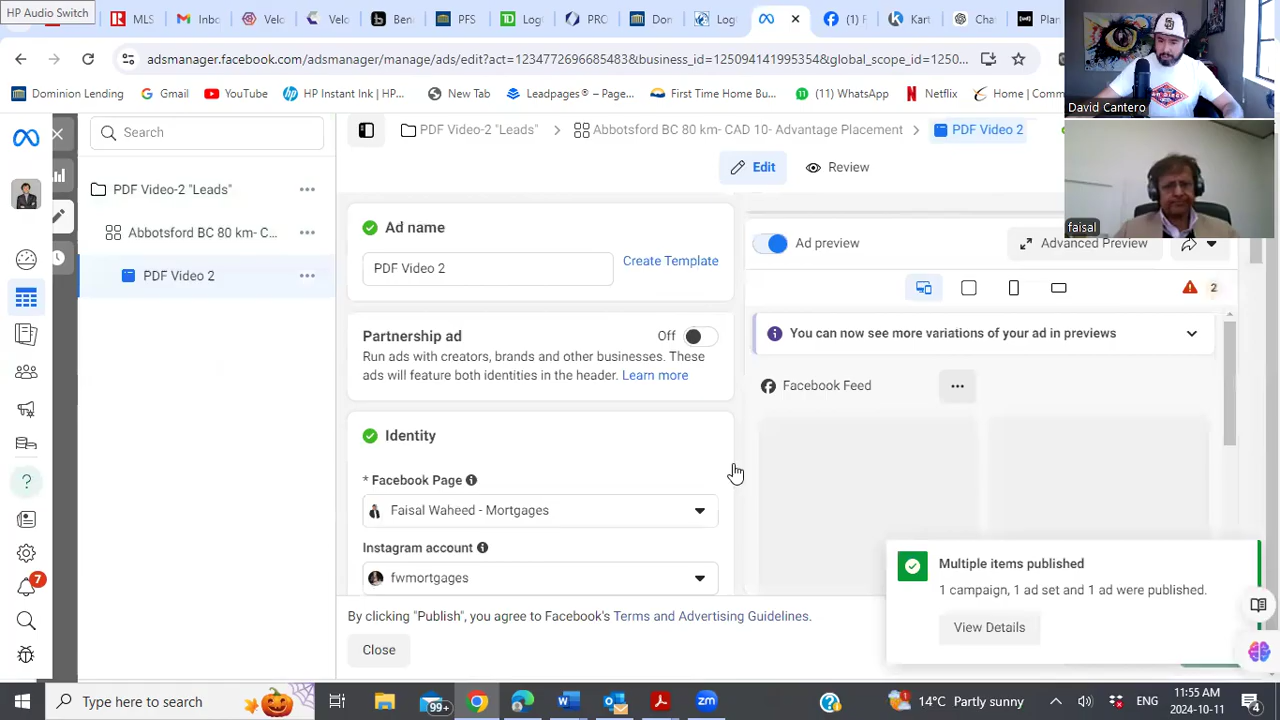 HP Audio Switch
MLS
Inbo
Velo
Velo
Ben
PFS
Log
PRO
Don
Logi
(1) F
Kart
Cha
Plan
adsmanager.facebook.com/adsmanager/manage/ads/edit?act=1234772696685483&business_id=1250941419953541&global_scope_id=1250...
Dominion Lending
Gmail
YouTube
HP Instant Ink | HP...
New Tab
Leadpages® – Page...
First Time Home Bu...
(11) WhatsApp
Netflix
Home | Comm
David Cantero
faisal
Search
PDF Video-2 "Leads"
Abbotsford BC 80 km- CAD 10- Advantage Placement
PDF Video 2
Edit
Review
PDF Video-2 "Leads"
Abbotsford BC 80 km- C...
PDF Video 2
Ad name
PDF Video 2
Create Template
Partnership ad
Off
Run ads with creators, brands and other businesses. These
ads will feature both identities in the header. Learn more
Identity
* Facebook Page
Faisal Waheed - Mortgages
Instagram account
fwmortgages
Ad preview
Advanced Preview
2
You can now see more variations of your ad in previews
Facebook Feed
Multiple items published
1 campaign, 1 ad set and 1 ad were published.
View Details
By clicking "Publish", you agree to Facebook's Terms and Advertising Guidelines.
Close
7
Type here to search
99+
14°C Partly sunny
ENG
11:55 AM
2024-10-11
4